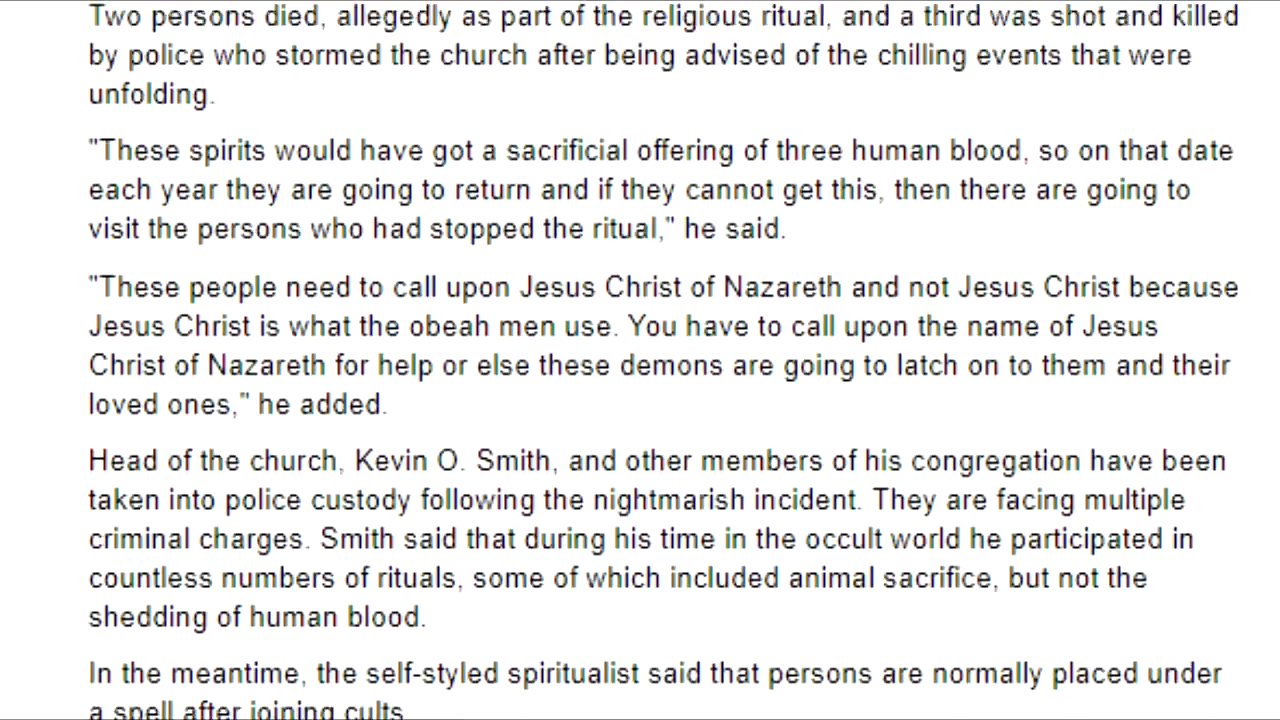 Two persons died, allegedly as part of the religious ritual, and a third was shot and killed
by police who stormed the church after being advised of the chilling events that were
unfolding.
"These spirits would have got a sacrificial offering of three human blood, so on that date
each year they are going to return and if they cannot get this, then there are going to
visit the persons who had stopped the ritual," he said.
"These people need to call upon Jesus Christ of Nazareth and not Jesus Christ because
Jesus Christ is what the obeah men use. You have to call upon the name of Jesus
Christ of Nazareth for help or else these demons are going to latch on to them and their
loved ones," he added.
Head of the church, Kevin O. Smith, and other members of his congregation have been
taken into police custody following the nightmarish incident. They are facing multiple
criminal charges. Smith said that during his time in the occult world he participated in
countless numbers of rituals, some of which included animal sacrifice, but not the
shedding of human blood.
In the meantime, the self-styled spiritualist said that persons are normally placed under
a spell after joining cults